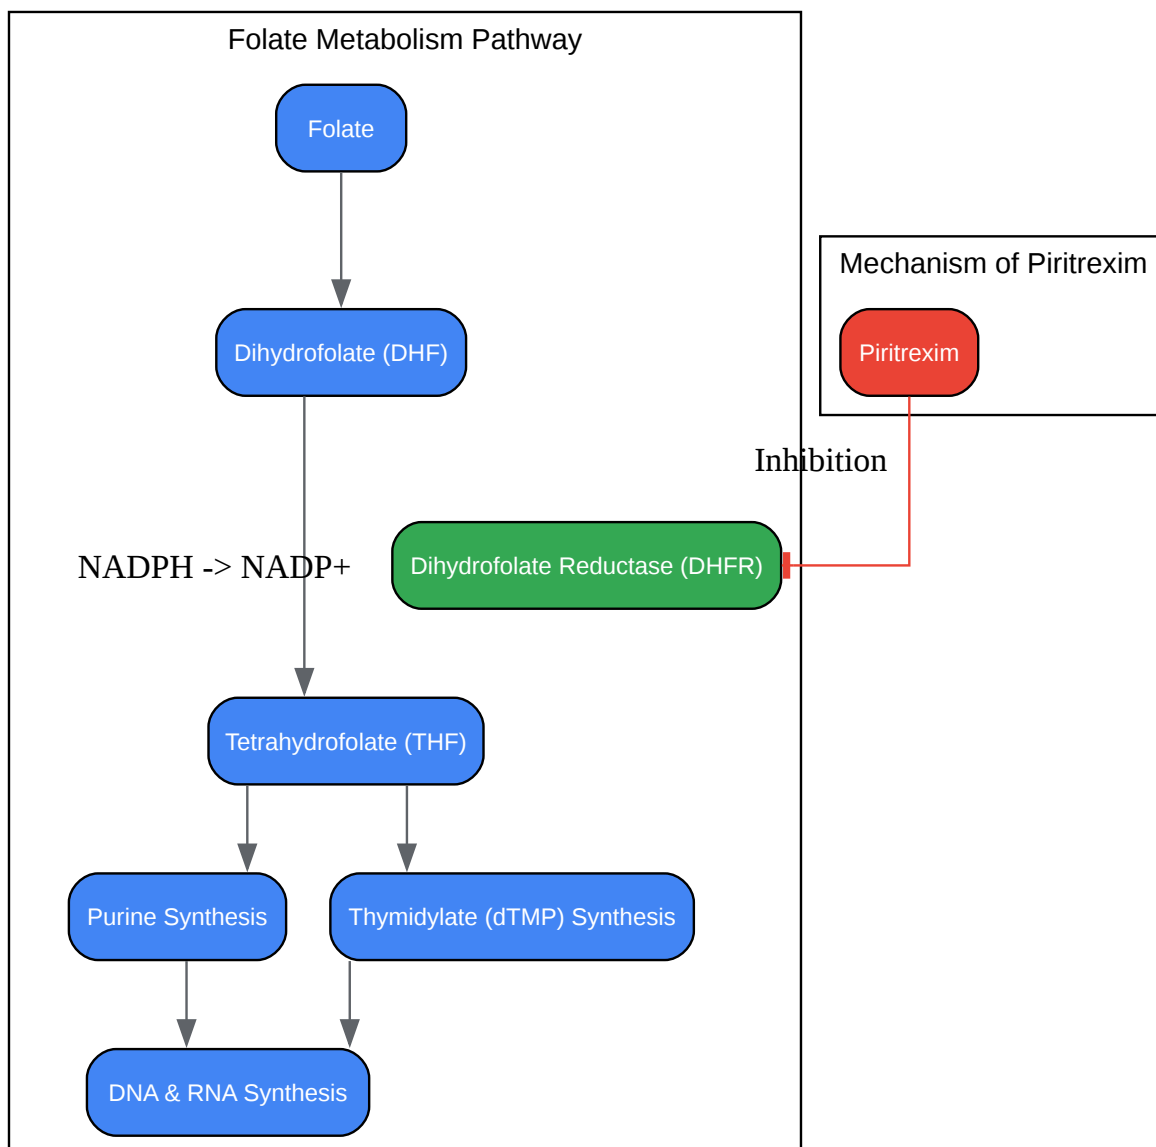 Folate Metabolism Pathway
Folate
Mechanism of Piritrexim
Dihydrofolate (DHF)
Piritrexim
Inhibition
NADPH -> NADP+
Dihydrofolate Reductase (DHFR)
Tetrahydrofolate (THF)
Purine Synthesis
Thymidylate (dTMP) Synthesis
DNA & RNA Synthesis